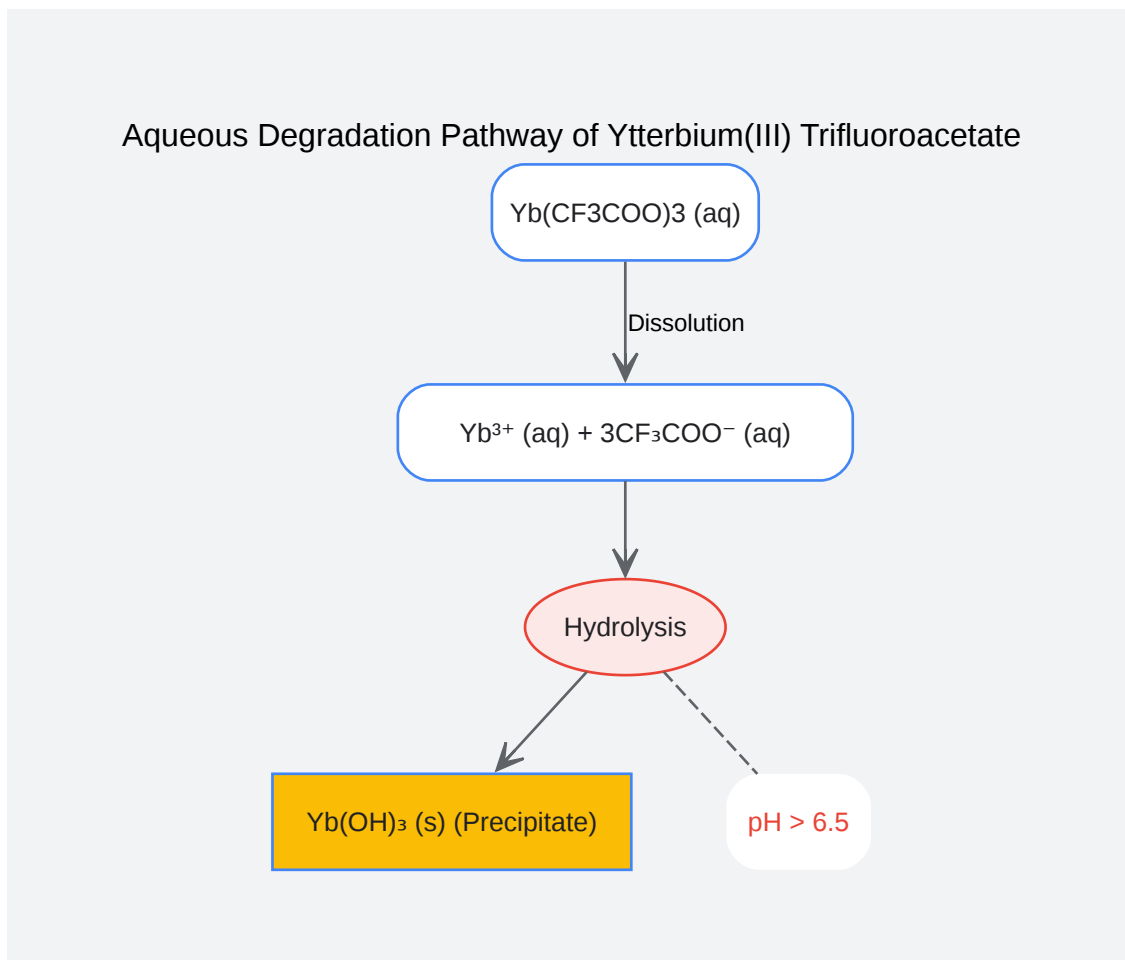 Aqueous Degradation Pathway of Ytterbium(III) Trifluoroacetate
Yb(CF3COO)3 (aq)
Dissolution
Yb³⁺ (aq) + 3CF₃COO⁻ (aq)
Hydrolysis
Yb(OH)₃ (s) (Precipitate)
pH > 6.5